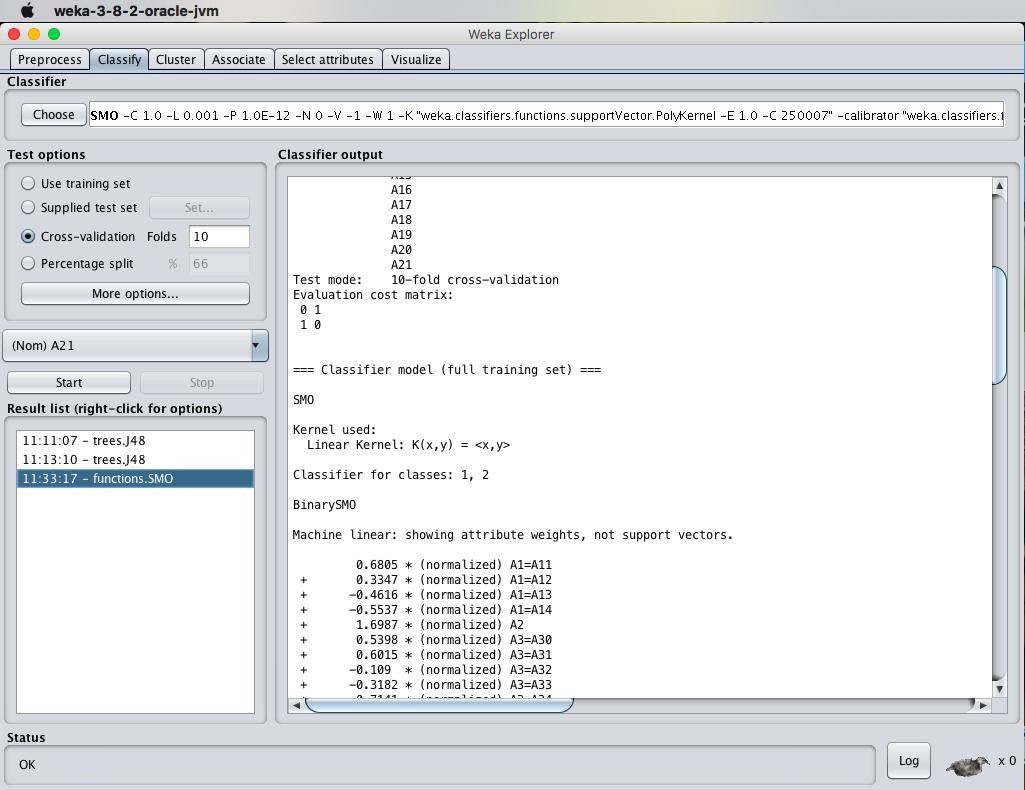 weka-3-8-2-oracle-jvm
Weka Explorer
Preprocess Classify Cluster Associate Select attributes Visualize
Classifier
Choose SMO -C 1.0 -L 0.001 -P 1.0E-12 -N 0 -V -1 -W 1 -K "weka.classifiers.functions.supportVector.PolyKernel -E 1.0 -C 250007" -calibrator "weka.classifiers.f
Test options
Use training set
Supplied test set Set...
Cross-validation Folds 10
Percentage split % 66
More options...
(Nom) A21
Start Stop
Result list (right-click for options)
11:11:07 - trees.J48
11:13:10 - trees.J48
11:33:17 - functions.SMO
Classifier output
A15
A16
A17
A18
A19
A20
A21
Test mode: 10-fold cross-validation
Evaluation cost matrix:
0 1
1 0
=== Classifier model (full training set) ===
SMO
Kernel used:
Linear Kernel: K(x,y) = <x,y>
Classifier for classes: 1, 2
BinarySMO
Machine linear: showing attribute weights, not support vectors.
0.6805 * (normalized) A1=A11
+ 0.3347 * (normalized) A1=A12
+ -0.4616 * (normalized) A1=A13
+ -0.5537 * (normalized) A1=A14
+ 1.6987 * (normalized) A2
+ 0.5398 * (normalized) A3=A30
+ 0.6015 * (normalized) A3=A31
+ -0.109 * (normalized) A3=A32
+ -0.3182 * (normalized) A3=A33
Status
OK
Log x 0